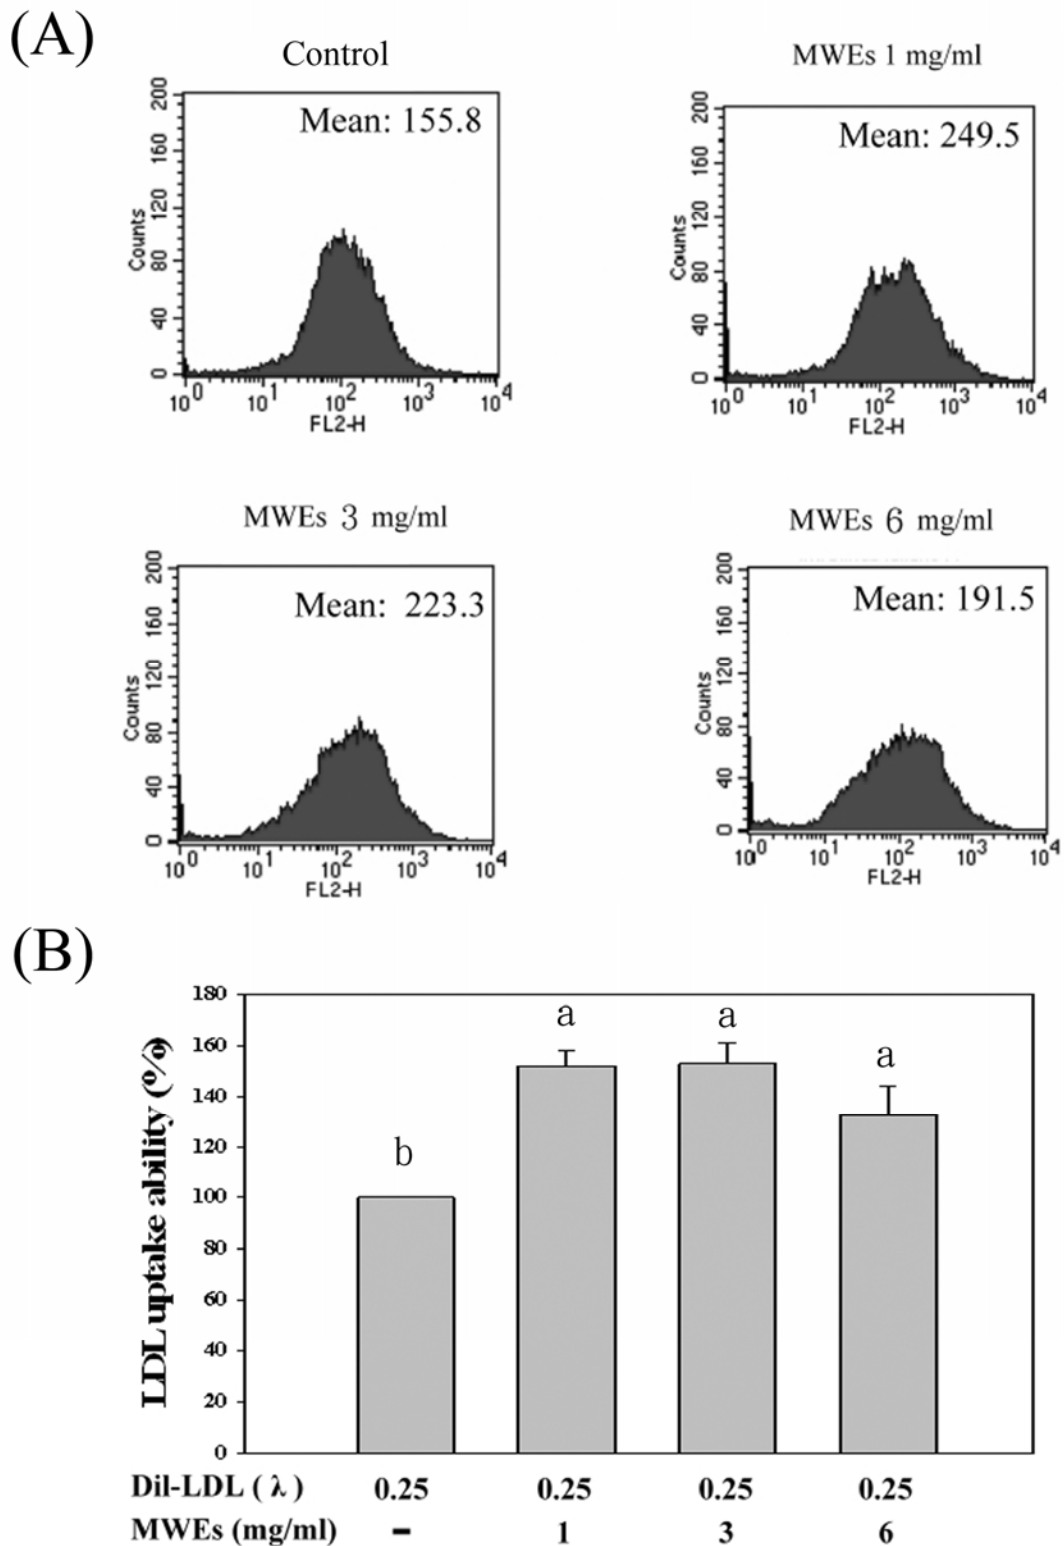 (A)
Control
Mean: 155.8
Counts
200
160
120
80
40
0
10^0 10^1 10^2 10^3 10^4
FL2-H
MWEs 1 mg/ml
Mean: 249.5
Counts
200
160
120
80
40
0
10^0 10^1 10^2 10^3 10^4
FL2-H
MWEs 3 mg/ml
Mean: 223.3
Counts
200
160
120
80
40
0
10^0 10^1 10^2 10^3 10^4
FL2-H
MWEs 6 mg/ml
Mean: 191.5
Counts
200
160
120
80
40
0
10^0 10^1 10^2 10^3 10^4
FL2-H
(B)
LDL uptake ability (%)
180
160
140
120
100
80
60
40
20
0
b
a
a
a
Dil-LDL ( λ ) 0.25 0.25 0.25 0.25
MWEs (mg/ml) - 1 3 6